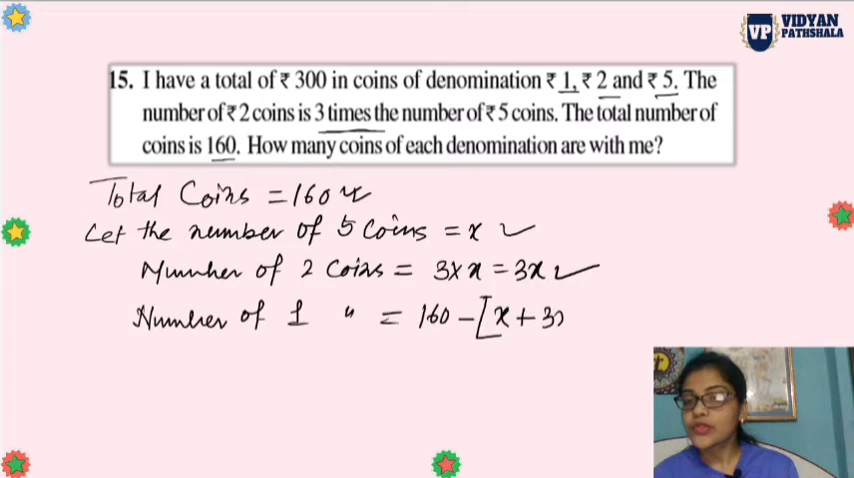 VP VIDYAN
PATHSHALA
15. I have a total of ₹ 300 in coins of denomination ₹ 1, ₹ 2 and ₹ 5. The
number of ₹ 2 coins is 3 times the number of ₹ 5 coins. The total number of
coins is 160. How many coins of each denomination are with me?
Total Coins = 160
Let the number of 5 Coins = x
Number of 2 Coins = 3 × x = 3x
Number of 1 " = 160 - [x + 3